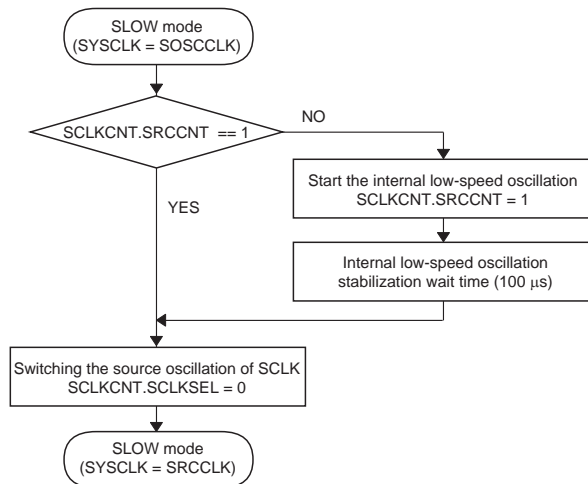 SLOW mode
(SYSCLK = SOSCCLK)
SCLKCNT.SRCCNT == 1
NO
Start the internal low-speed oscillation
SCLKCNT.SRCCNT = 1
YES
Internal low-speed oscillation
stabilization wait time (100 μs)
Switching the source oscillation of SCLK
SCLKCNT.SCLKSEL = 0
SLOW mode
(SYSCLK = SRCCLK)